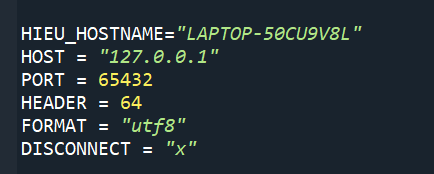 HIEU_HOSTNAME="LAPTOP-50CU9V8L"
HOST = "127.0.0.1"
PORT = 65432
HEADER = 64
FORMAT = "utf8"
DISCONNECT = "x"